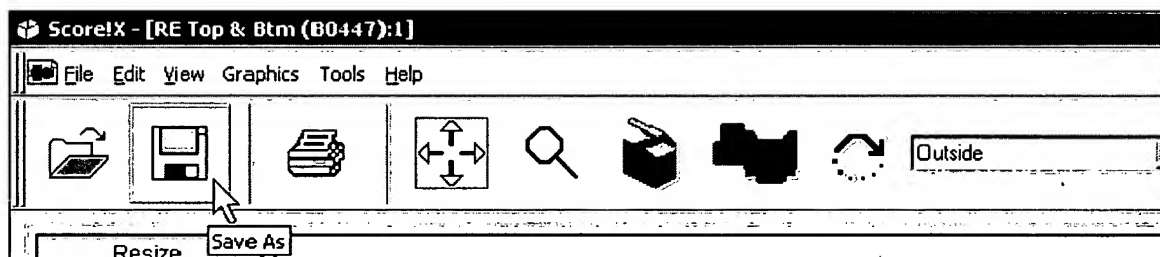 Score!X - [RE Top & Btm (B0447):1]
File Edit View Graphics Tools Help
Outside
Save As
Resize